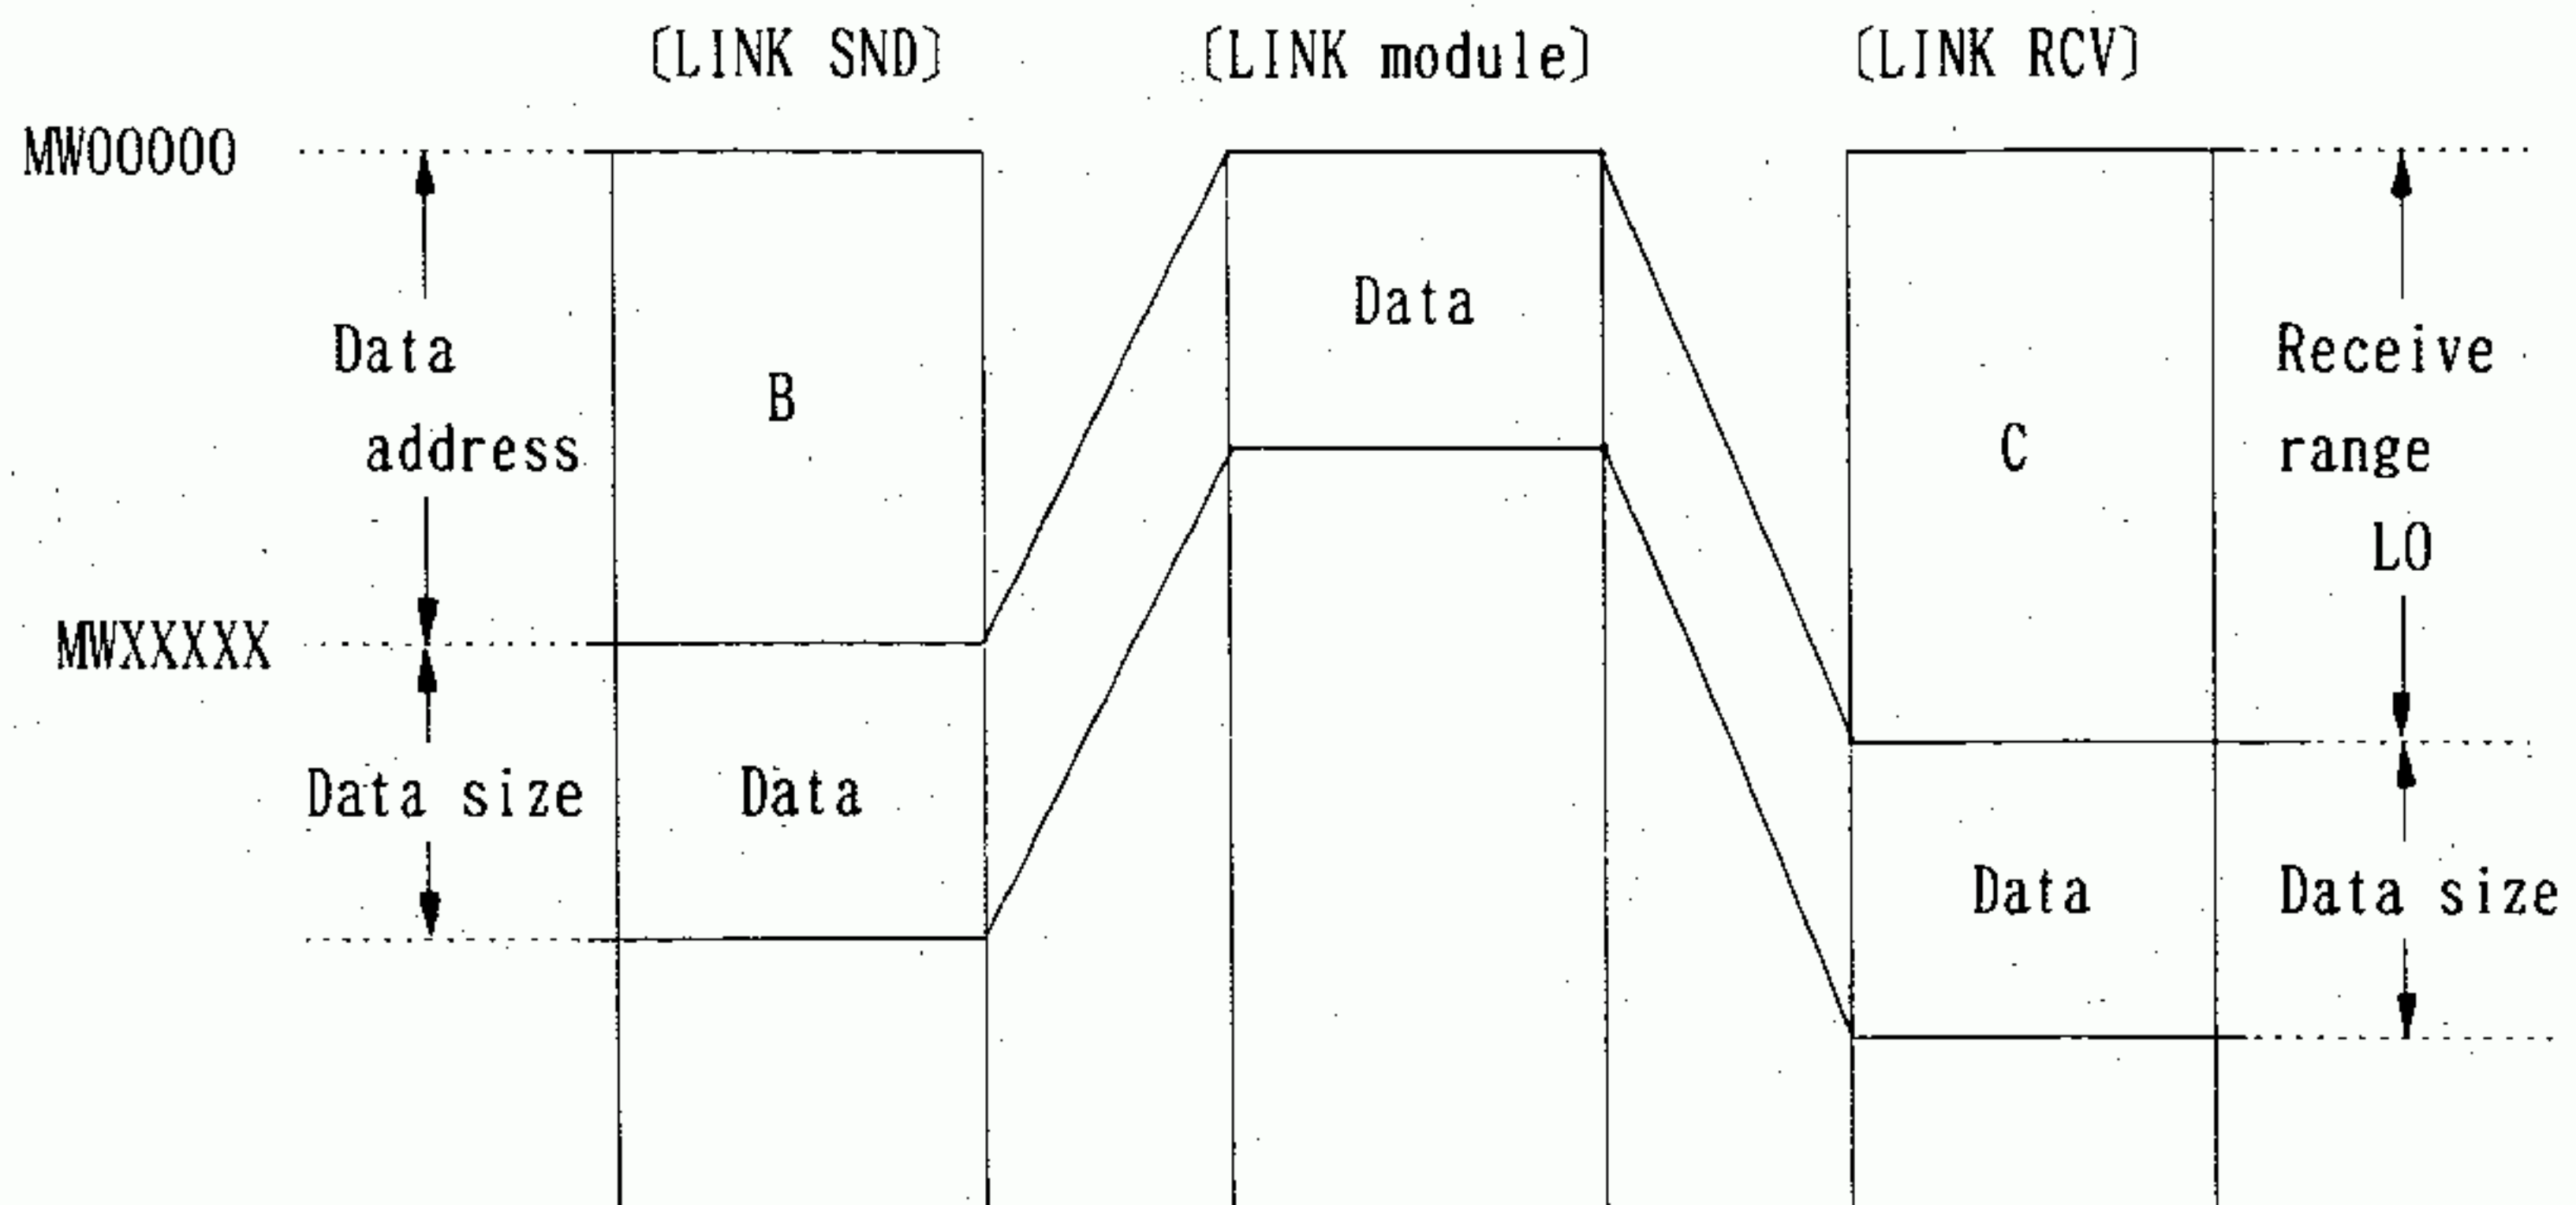 〔LINK SND〕 〔LINK module〕 〔LINK RCV〕
MW00000
Data
address
B
Data
C
Receive
range
LO
MWXXXXX
Data size
Data
Data
Data size